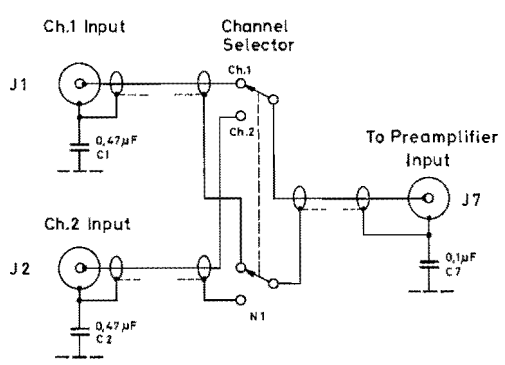 Ch.1 Input
Channel
Selector
J1
Ch.1
0,47µF
C1
Ch.2
To Preamplifier
Input
J7
Ch.2 Input
J2
0,1µF
C7
0,47µF
C2
N1